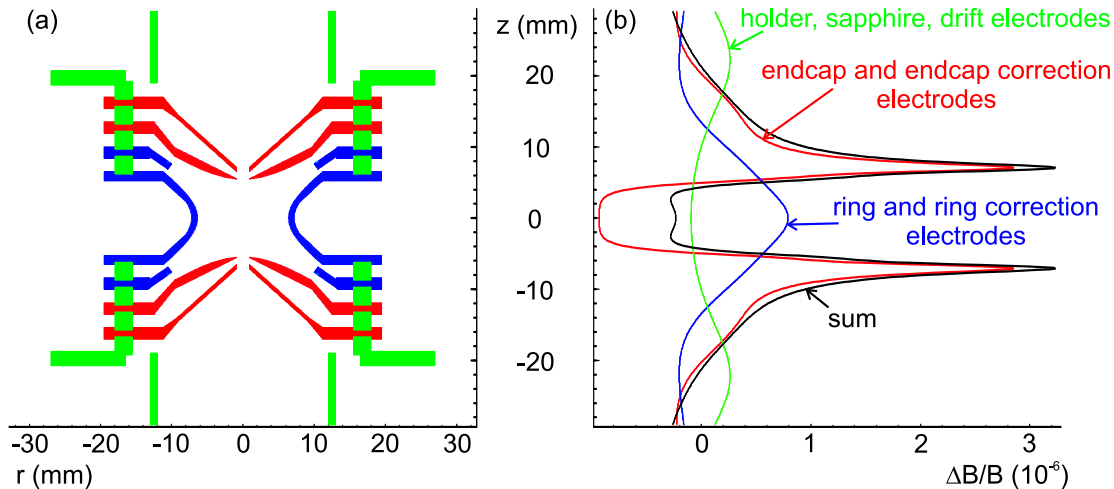 (a)
z (mm)
(b)
holder, sapphire, drift electrodes
endcap and endcap correction
electrodes
ring and ring correction
electrodes
sum
20
10
0
-10
-20
-30 -20 -10 0 10 20 30
r (mm)
0 1 2 3
ΔB/B (10⁻⁶)